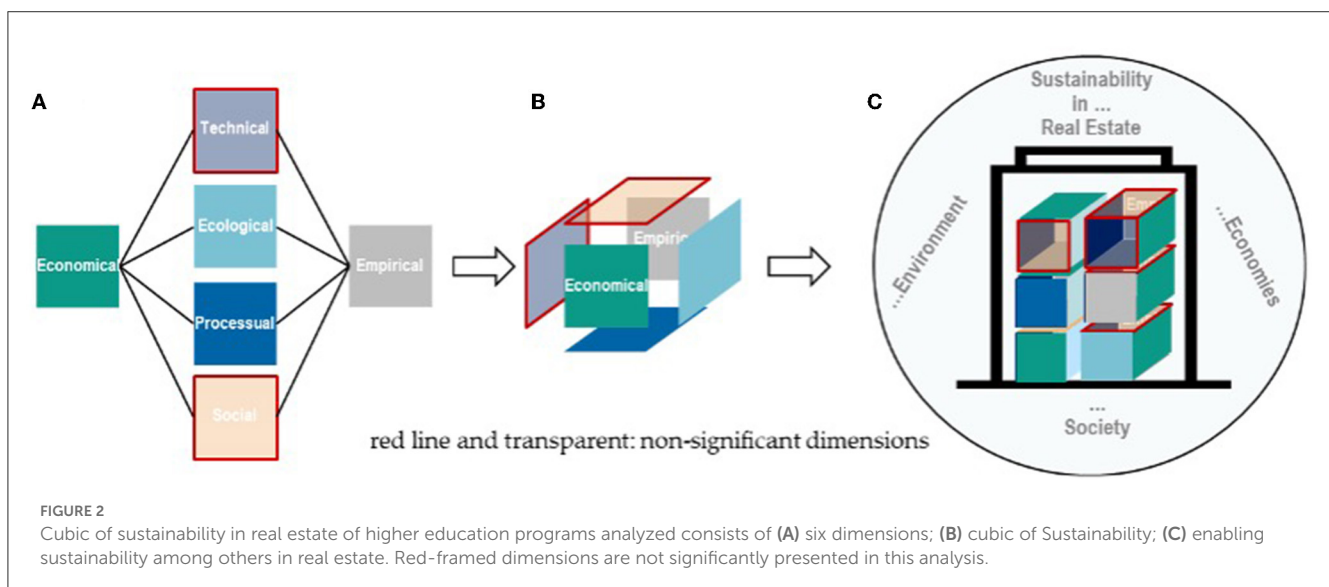 A
B
C
Technical
Ecological
Economical
Empirical
Processual
Social
Economical
Sustainability
in ...
Real Estate
...Environment
...Economies
...
Society
red line and transparent: non-significant dimensions
FIGURE 2
Cubic of sustainability in real estate of higher education programs analyzed consists of (A) six dimensions; (B) cubic of Sustainability; (C) enabling
sustainability among others in real estate. Red-framed dimensions are not significantly presented in this analysis.